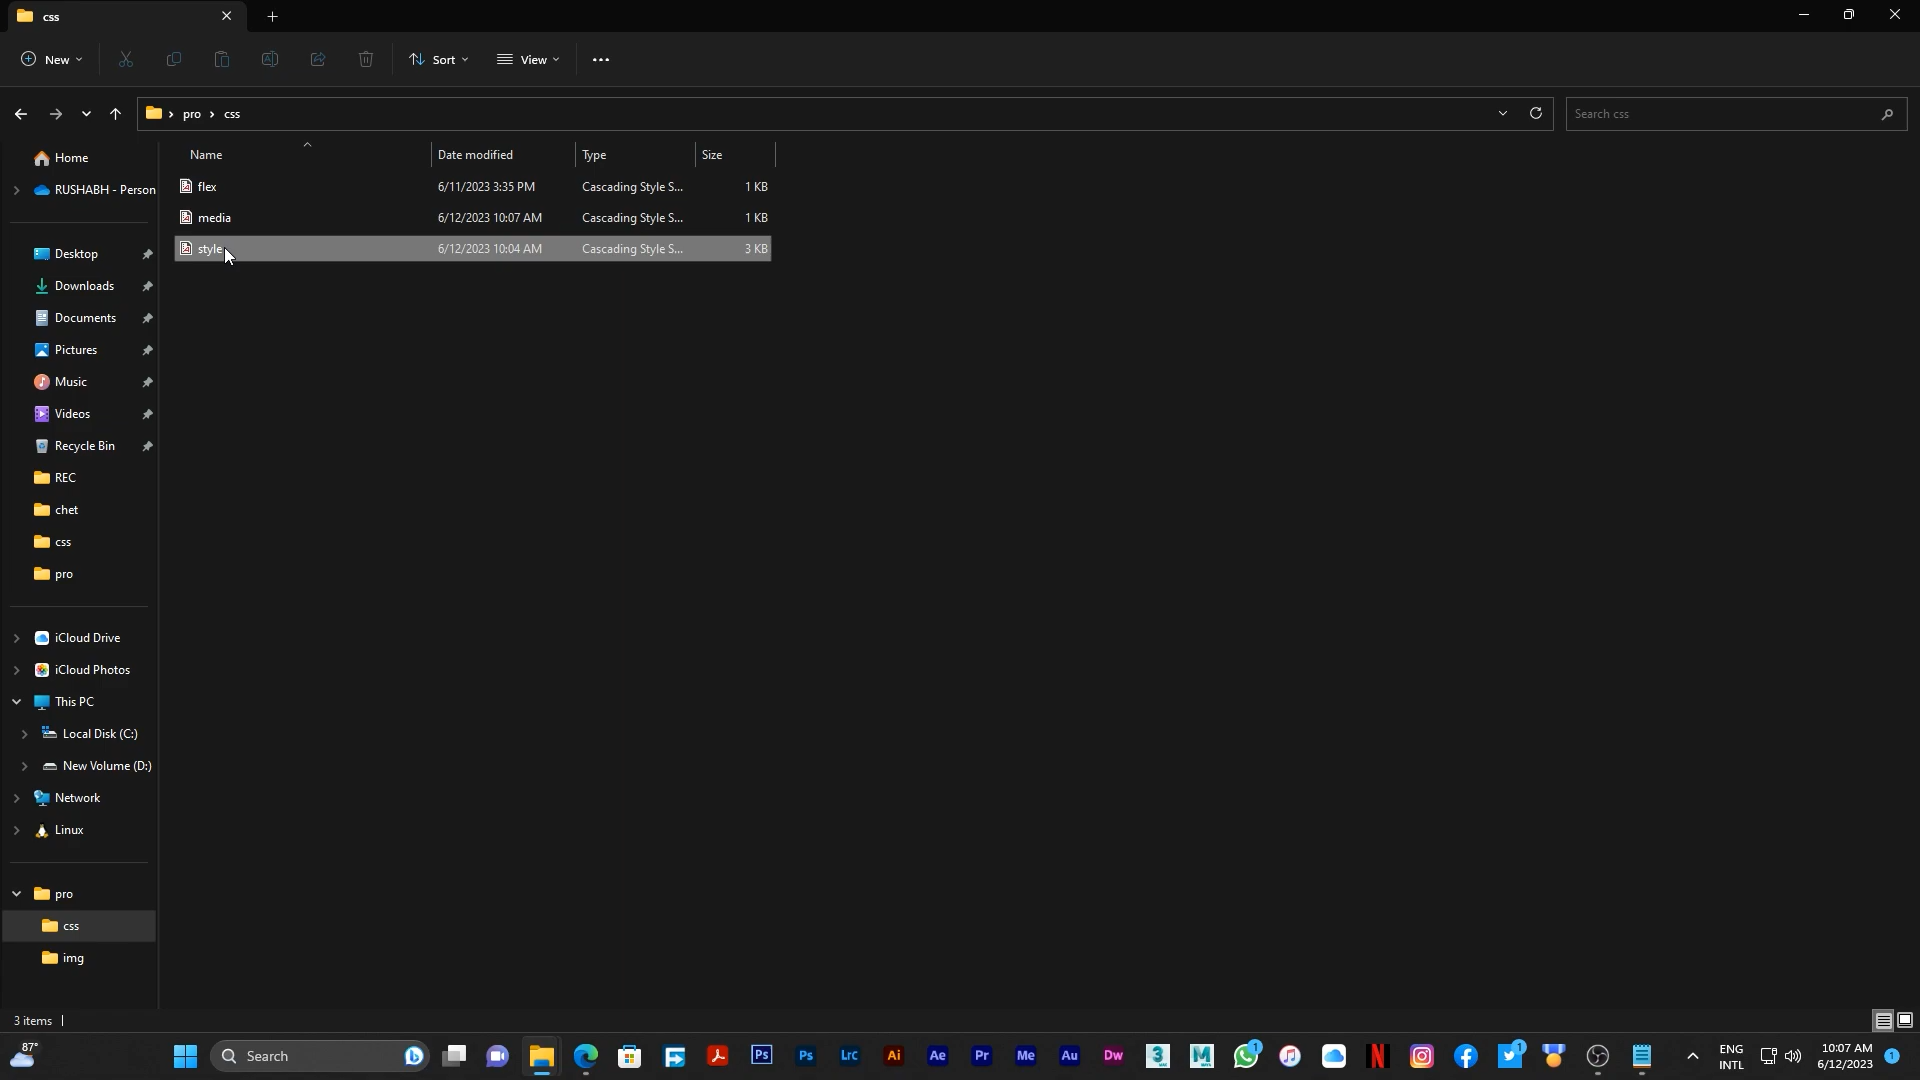 css
New
Sort
View
pro › css
Search css
Name
Date modified
Type
Size
flex 6/11/2023 3:35 PM Cascading Style S... 1 KB
media 6/12/2023 10:07 AM Cascading Style S... 1 KB
style 6/12/2023 10:04 AM Cascading Style S... 3 KB
Home
RUSHABH - Person
Desktop
Downloads
Documents
Pictures
Music
Videos
Recycle Bin
REC
chet
css
pro
iCloud Drive
iCloud Photos
This PC
Local Disk (C:)
New Volume (D:)
Network
Linux
pro
css
img
3 items
87°
Search
Ps
Ps
LrC
Ai
Ae
Pr
Me
Au
Dw
3
M
1
N
1
ENG
INTL
10:07 AM
6/12/2023
1